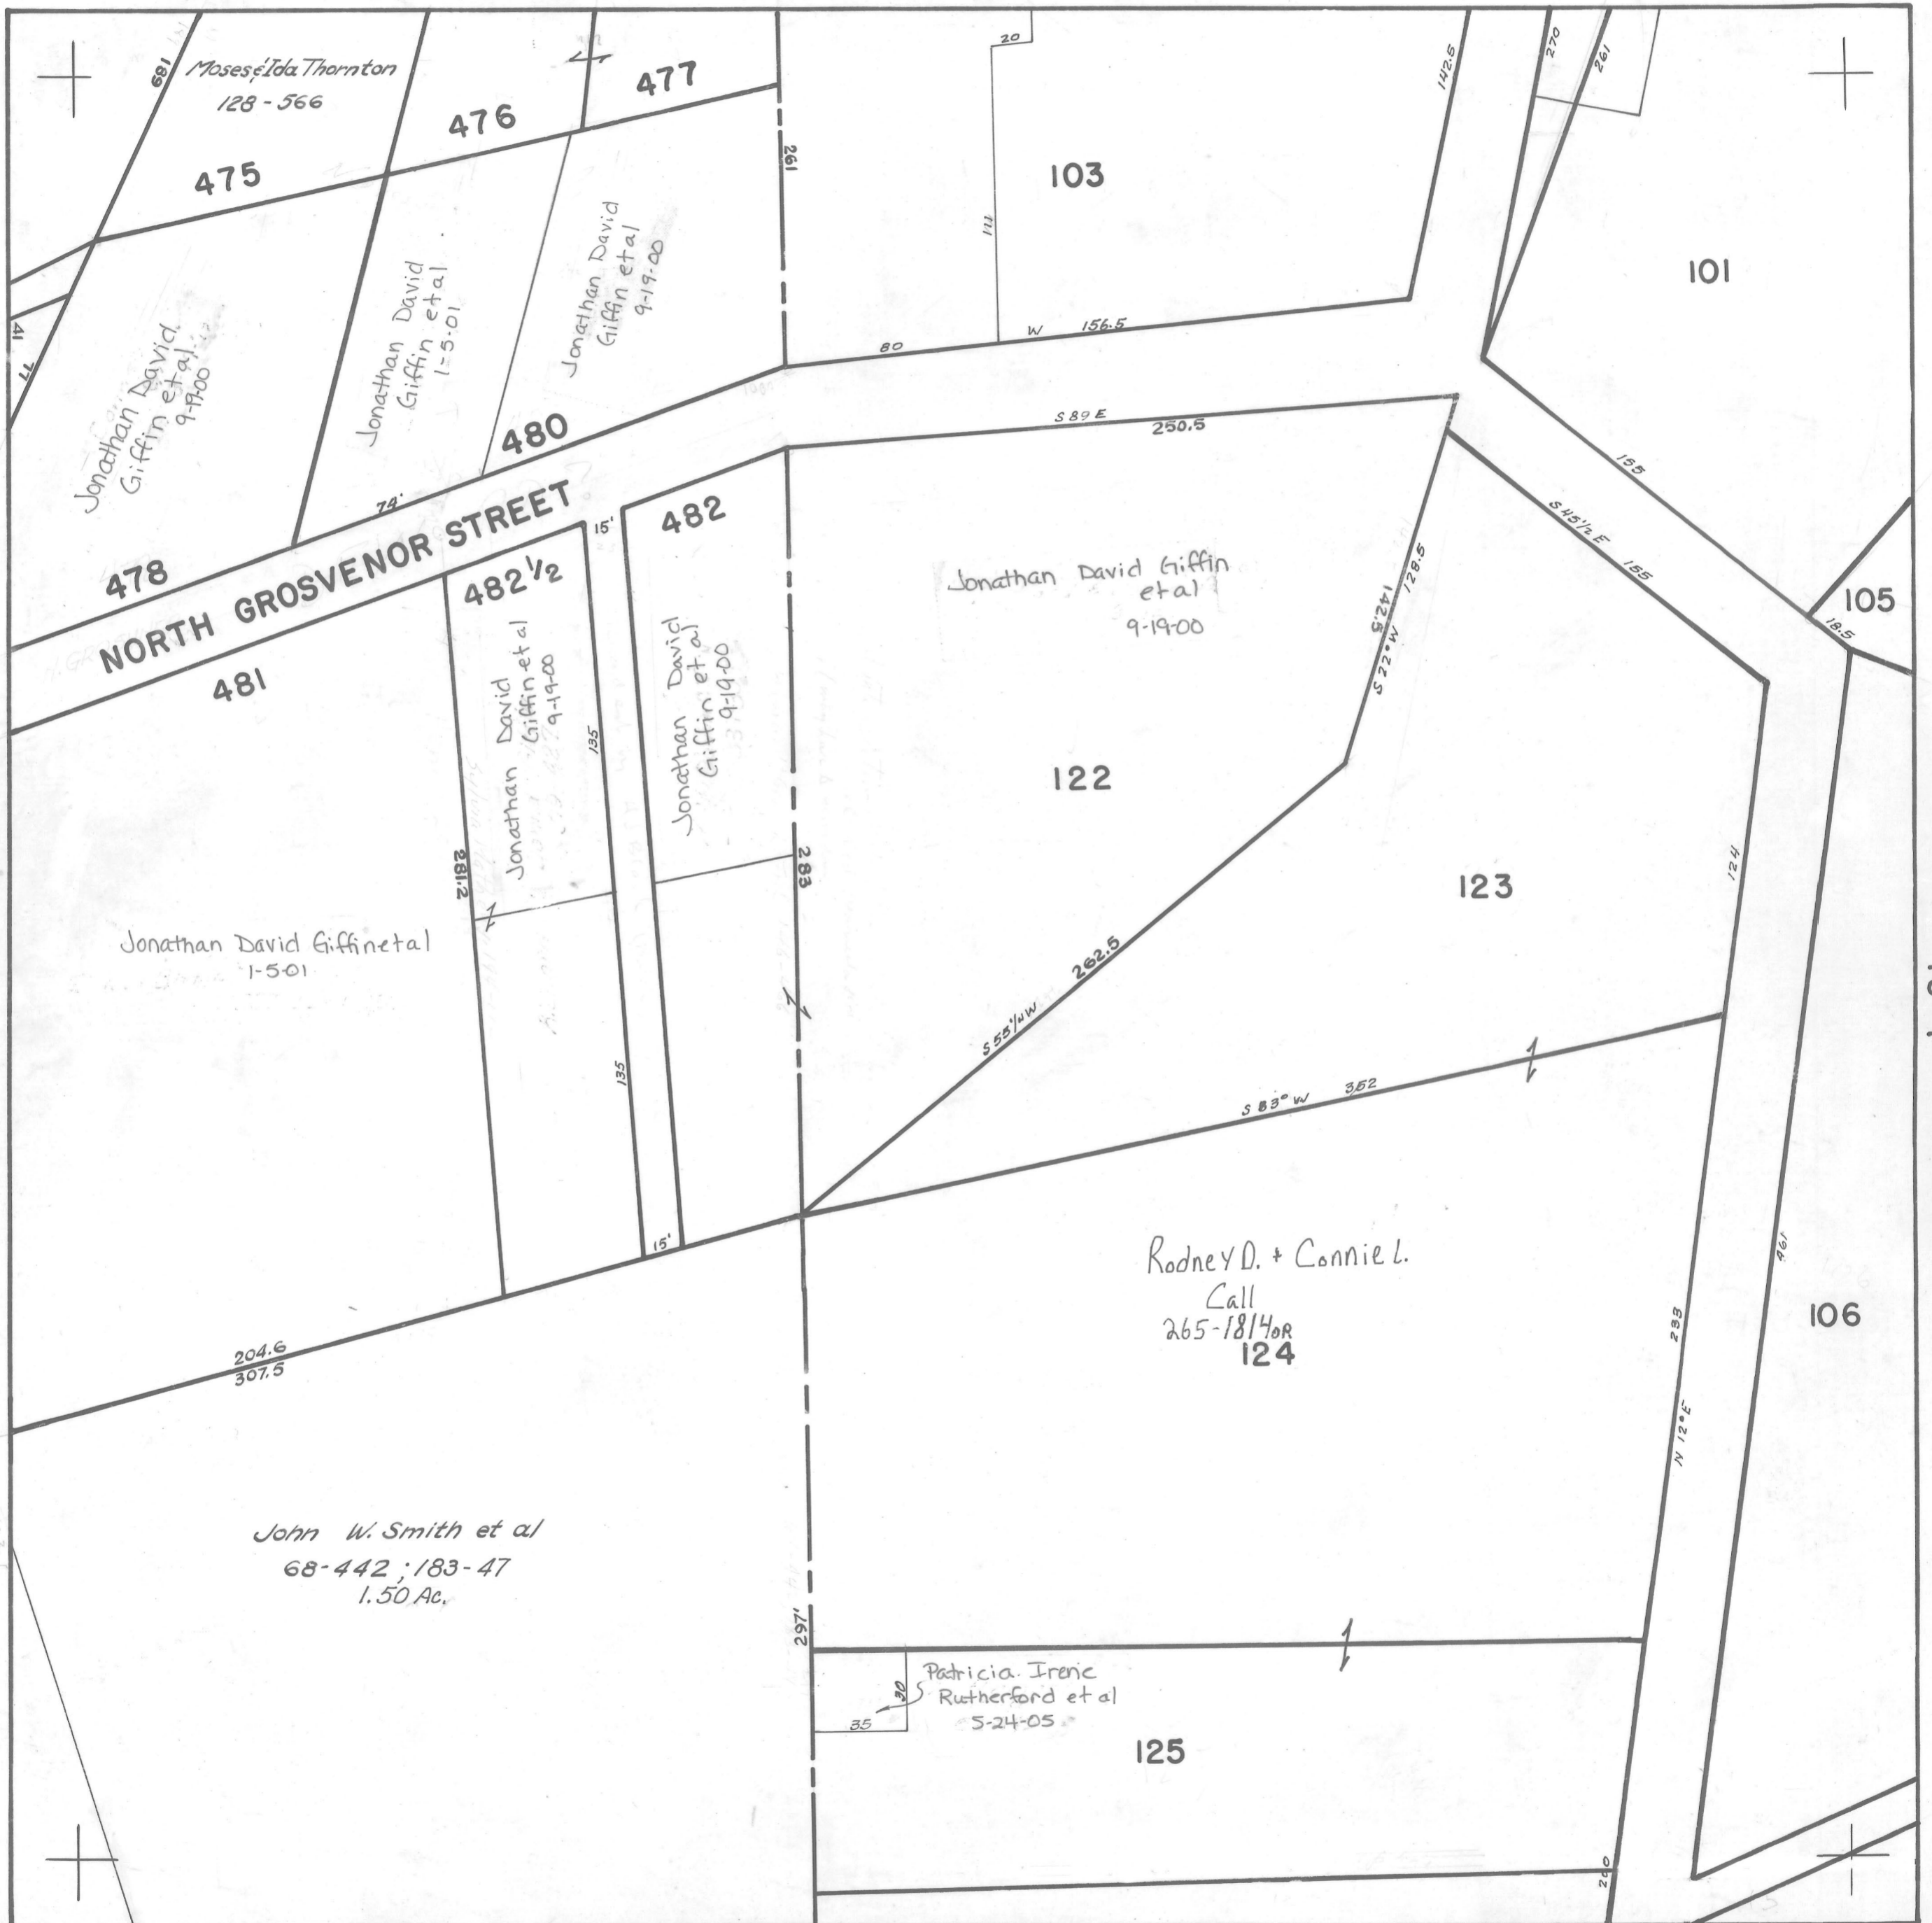 189
Moses & Ida Thornton
128-566
475
476
477
261
20
111
103
142.5
270
261
101
41
77
Jonathan David
Giffin et al
9-19-00
Jonathan David
Giffin et al
1-5-01
Jonathan David
Giffin et al
9-19-00
80
W 156.5
478
74'
480
NORTH GROSVENOR STREET
481
482 1/2
15'
482
S 89 E
250.5
155
S 45 1/2 E
155
105
18.5
Jonathan David Giffin
et al
9-19-00
128.5
142.5
S 22° W
Jonathan David
Giffin et al
9-19-00
135
Jonathan David
Giffin et al
9-19-00
122
123
124
281.2
283
Jonathan David Giffin et al
1-5-01
262.5
S 55 1/2 W
135
S 83° W 352
15'
Rodney D. + Connie L.
Call
265-1814 OR
124
461
106
233
N 12° E
204.6
307.5
John W. Smith et al
68-442 ; 183-47
1.50 Ac.
297'
30
35
Patricia Irene
Rutherford et al
5-24-05
125
200